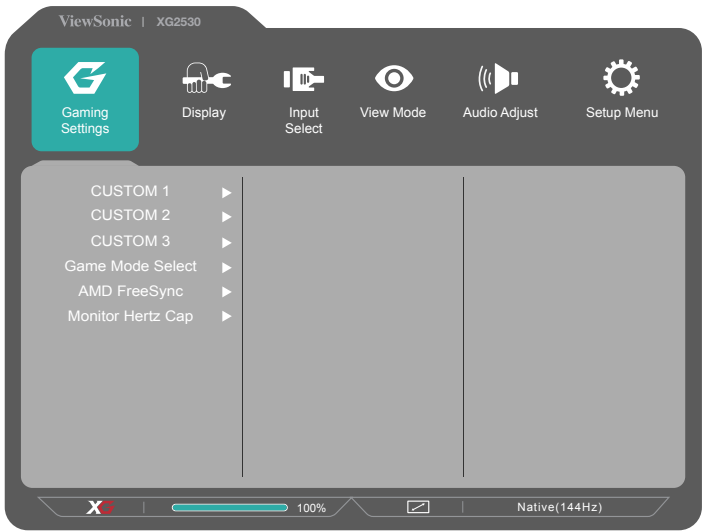 ViewSonic | XG2530
Gaming
Settings
Display
Input
Select
View Mode
Audio Adjust
Setup Menu
CUSTOM 1
CUSTOM 2
CUSTOM 3
Game Mode Select
AMD FreeSync
Monitor Hertz Cap
XG
100%
Native(144Hz)